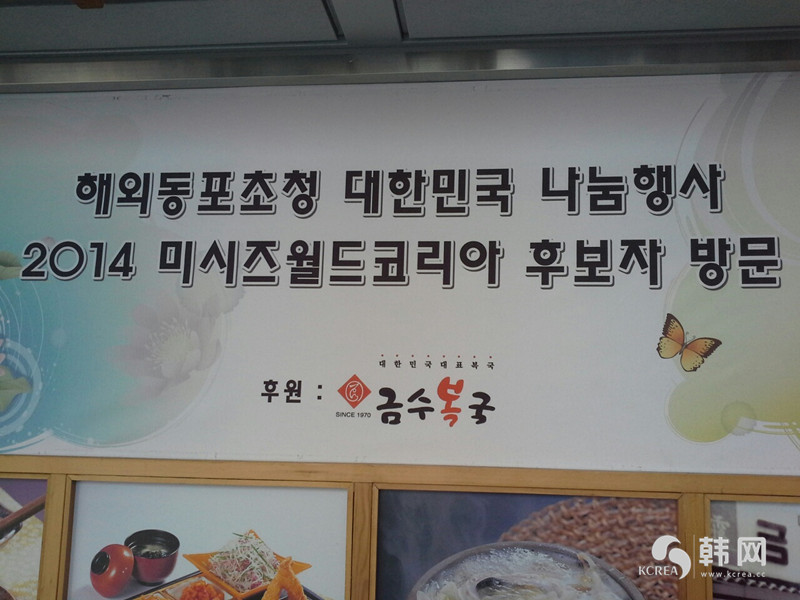 해외동포초청 대한민국 나눔행사
2014 미시즈월드코리아 후보자 방문
대한민국대표복국
후원 : 금수복국
SINCE 1970
KCREA 韩网
www.kcrea.cc